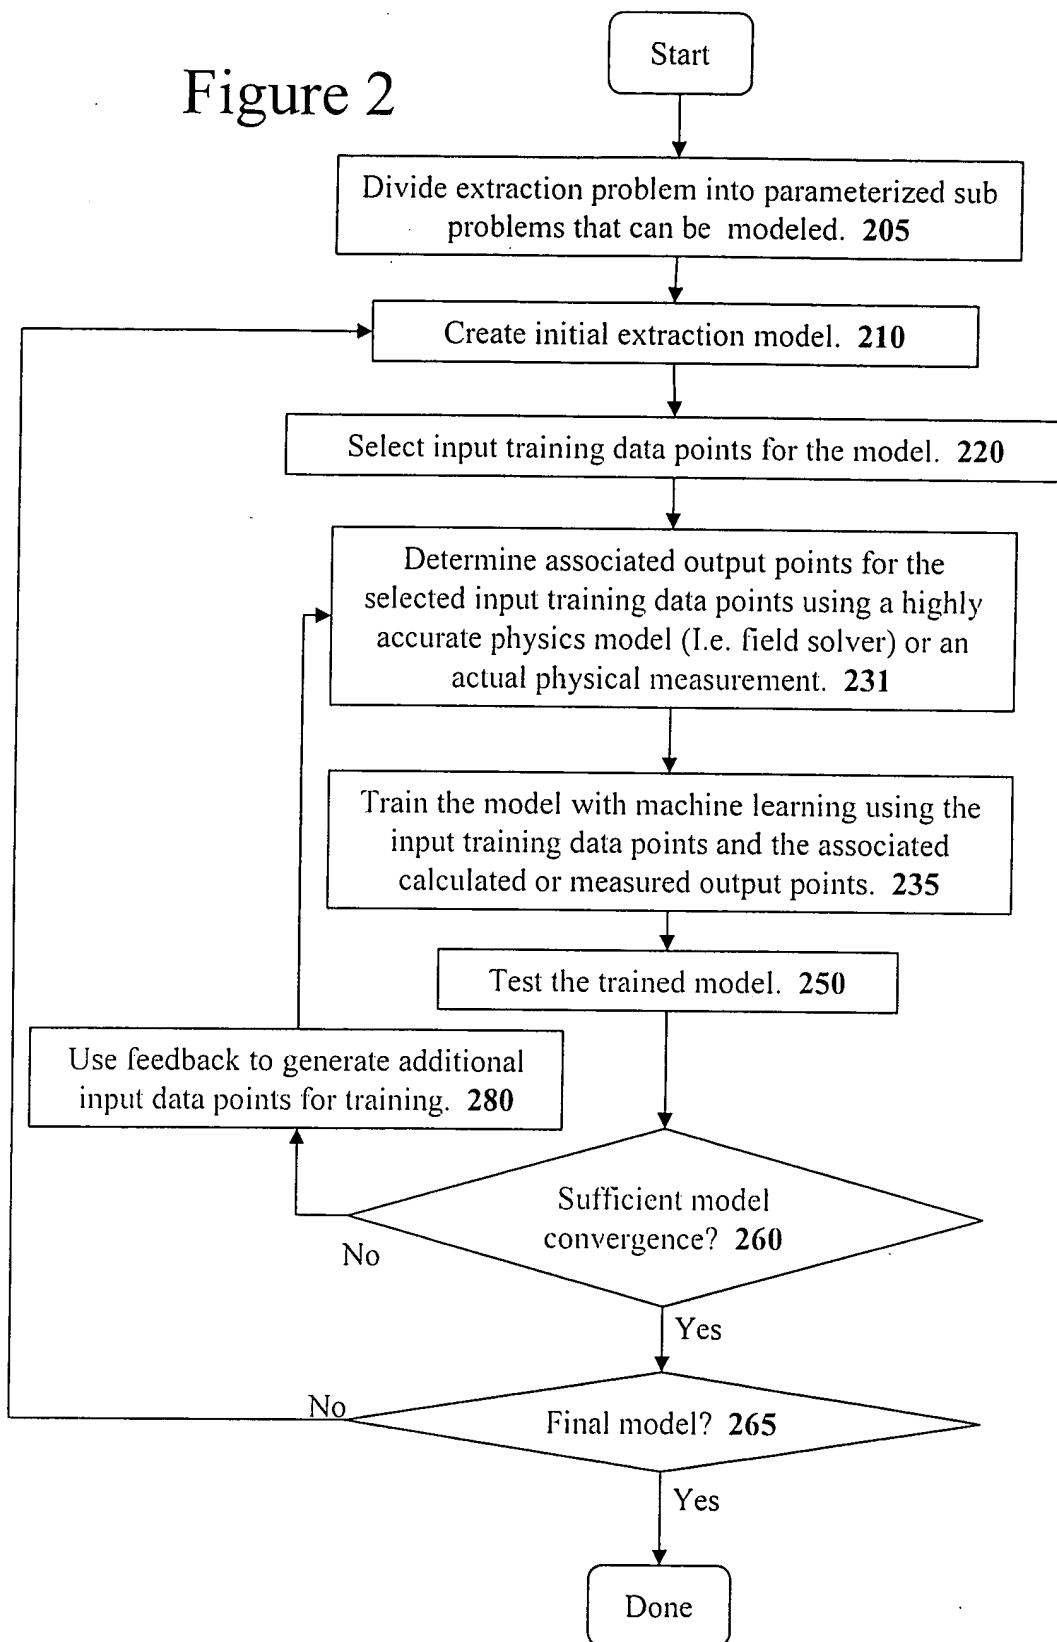 Figure 2
Start
Divide extraction problem into parameterized sub
problems that can be modeled. 205
Create initial extraction model. 210
Select input training data points for the model. 220
Determine associated output points for the
selected input training data points using a highly
accurate physics model (I.e. field solver) or an
actual physical measurement. 231
Train the model with machine learning using the
input training data points and the associated
calculated or measured output points. 235
Test the trained model. 250
Use feedback to generate additional
input data points for training. 280
Sufficient model
convergence? 260
No
Yes
No
Final model? 265
Yes
Done